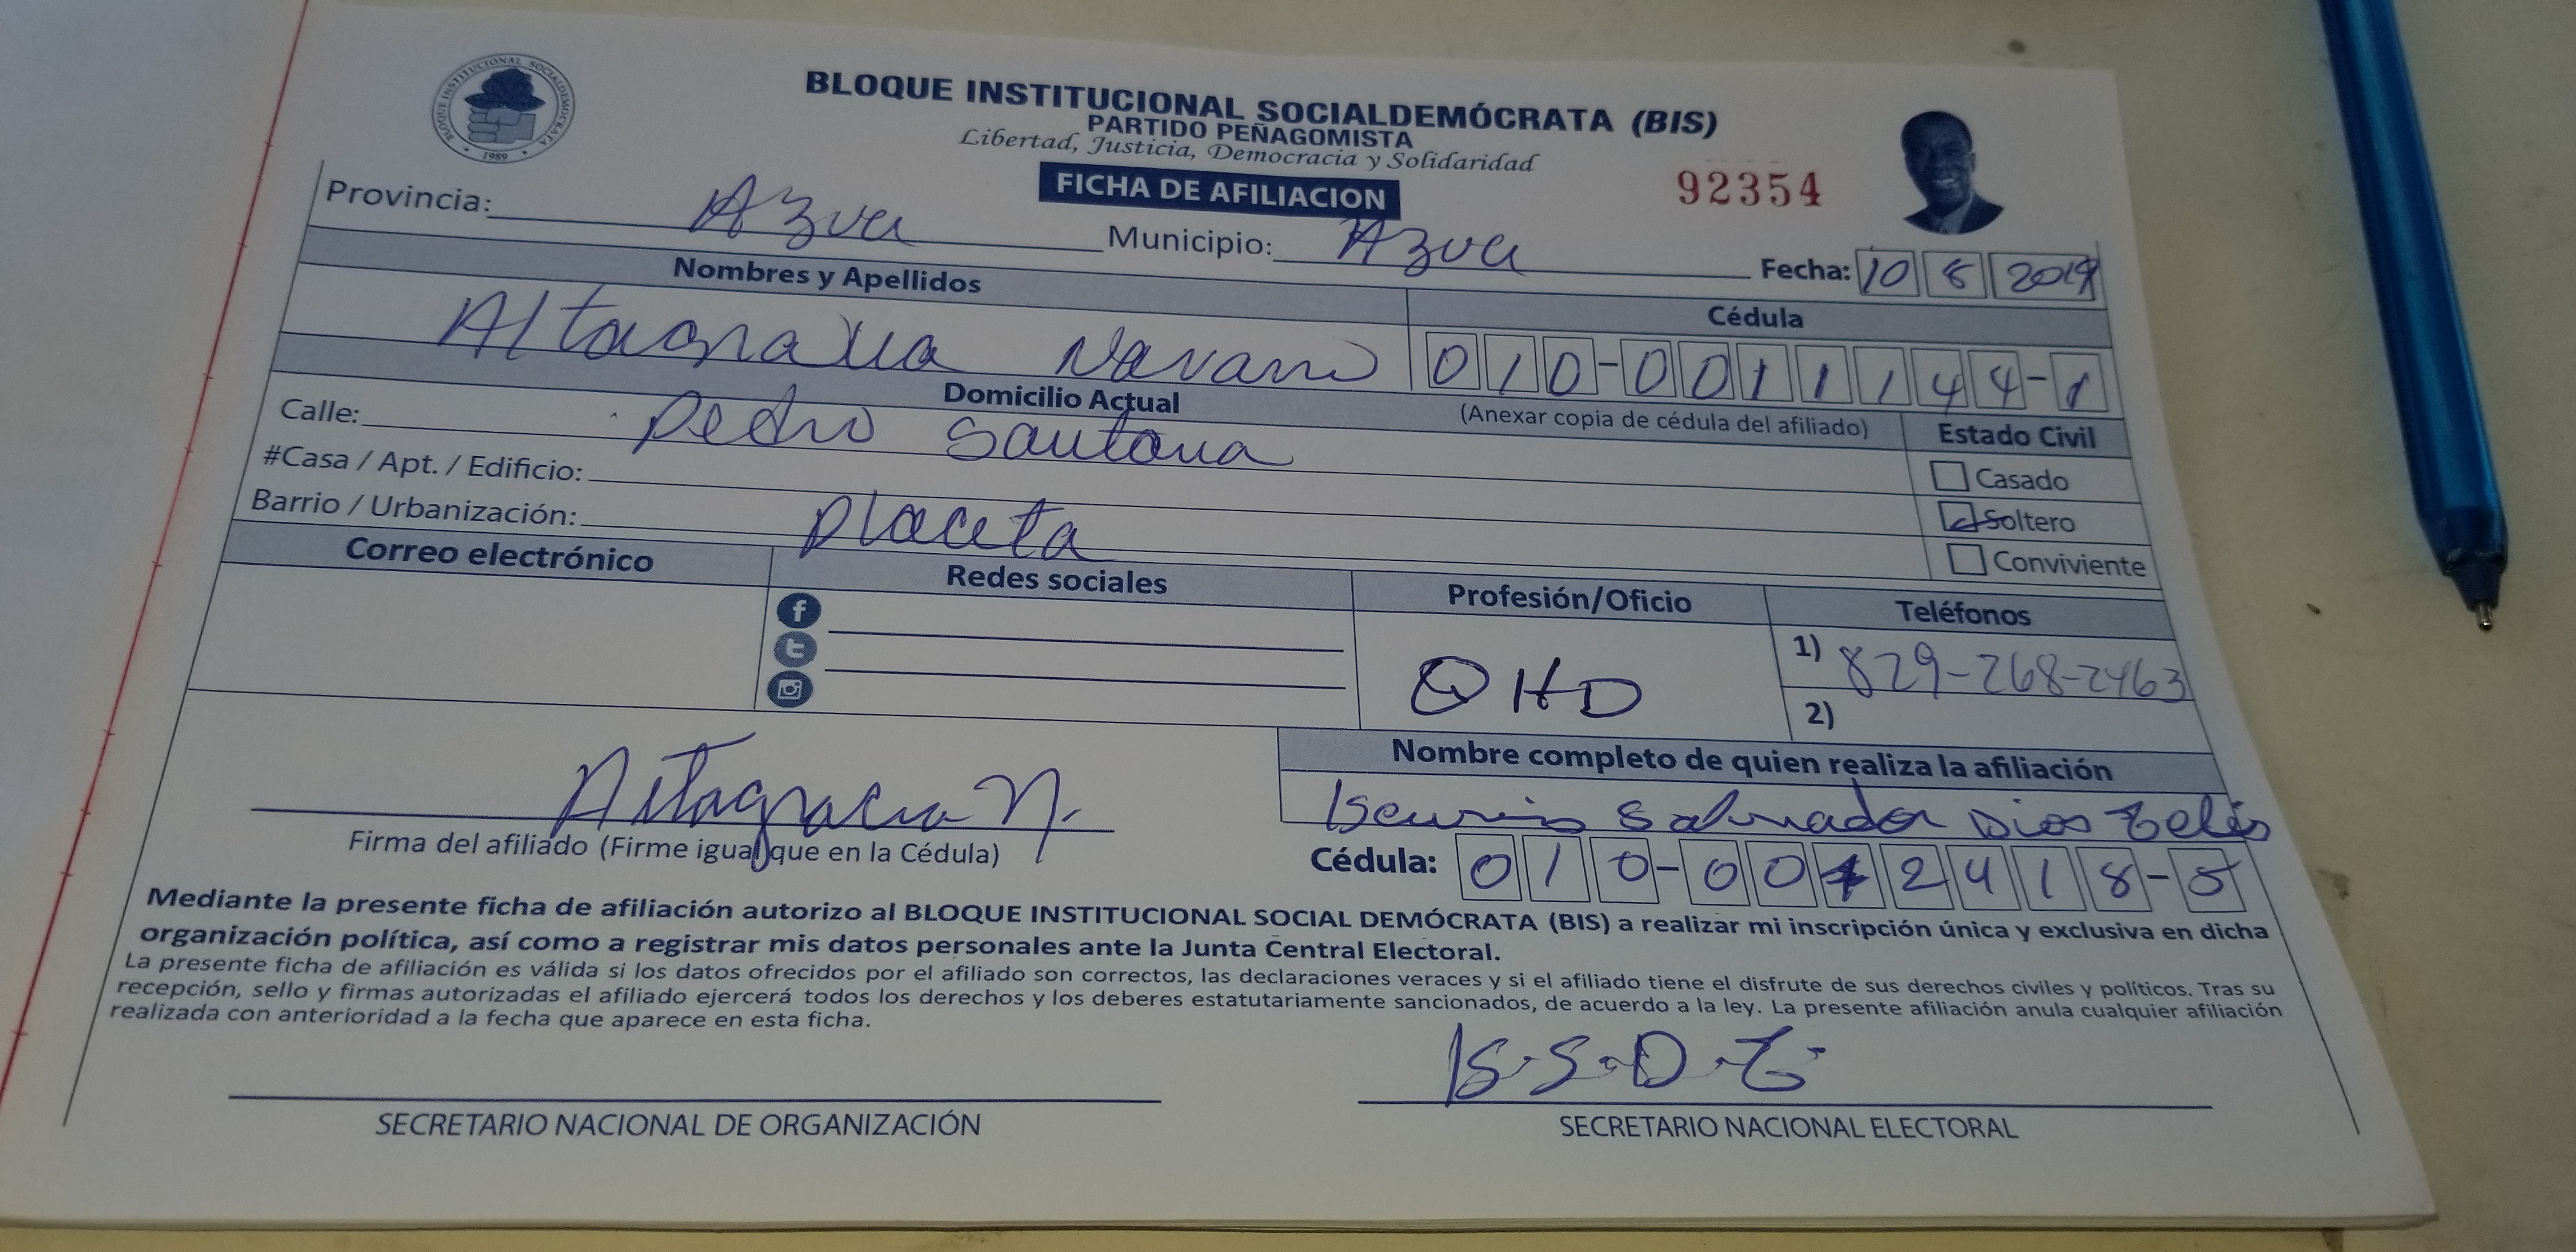 BLOQUE INSTITUCIONAL SOCIALDEMOCRATA
1989
BLOQUE INSTITUCIONAL SOCIALDEMÓCRATA (BIS)
PARTIDO PEÑAGOMISTA
Libertad, Justicia, Democracia y Solidaridad
FICHA DE AFILIACION
92354
Provincia: Azua Municipio: Azua Fecha: 10 8 2019
Nombres y Apellidos Cédula
Altagracia Navarro 010-0011144-1
Domicilio Actual (Anexar copia de cédula del afiliado) Estado Civil
Calle: Pedro Santana
Casado
#Casa / Apt. / Edificio:
Soltero
Barrio / Urbanización: Placeta
Conviviente
Correo electrónico Redes sociales Profesión/Oficio Teléfonos
QHD
1) 829-268-2463
2)
Nombre completo de quien realiza la afiliación
Altagracia N.
Salvador Dios
Firma del afiliado (Firme igual que en la Cédula)
Cédula: 010-0012418-8
Mediante la presente ficha de afiliación autorizo al BLOQUE INSTITUCIONAL SOCIAL DEMÓCRATA (BIS) a realizar mi inscripción única y exclusiva en dicha
organización política, así como a registrar mis datos personales ante la Junta Central Electoral.
La presente ficha de afiliación es válida si los datos ofrecidos por el afiliado son correctos, las declaraciones veraces y si el afiliado tiene el disfrute de sus derechos civiles y políticos. Tras su
recepción, sello y firmas autorizadas el afiliado ejercerá todos los derechos y los deberes estatutariamente sancionados, de acuerdo a la ley. La presente afiliación anula cualquier afiliación
realizada con anterioridad a la fecha que aparece en esta ficha.
SECRETARIO NACIONAL DE ORGANIZACIÓN
SECRETARIO NACIONAL ELECTORAL